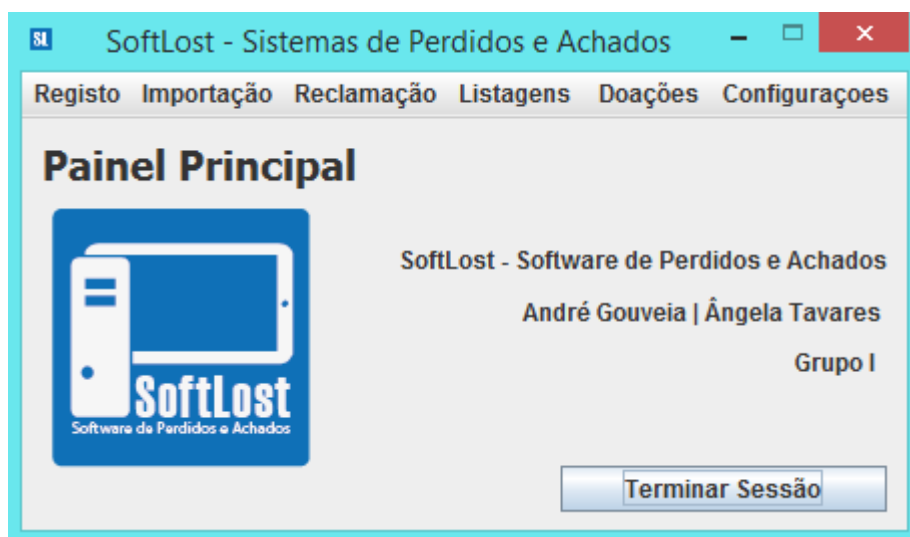 SL SoftLost - Sistemas de Perdidos e Achados
Registo Importação Reclamação Listagens Doações Configuraçoes
Painel Principal
SoftLost - Software de Perdidos e Achados
André Gouveia | Ângela Tavares
Grupo I
SoftLost
Software de Perdidos e Achados
Terminar Sessão